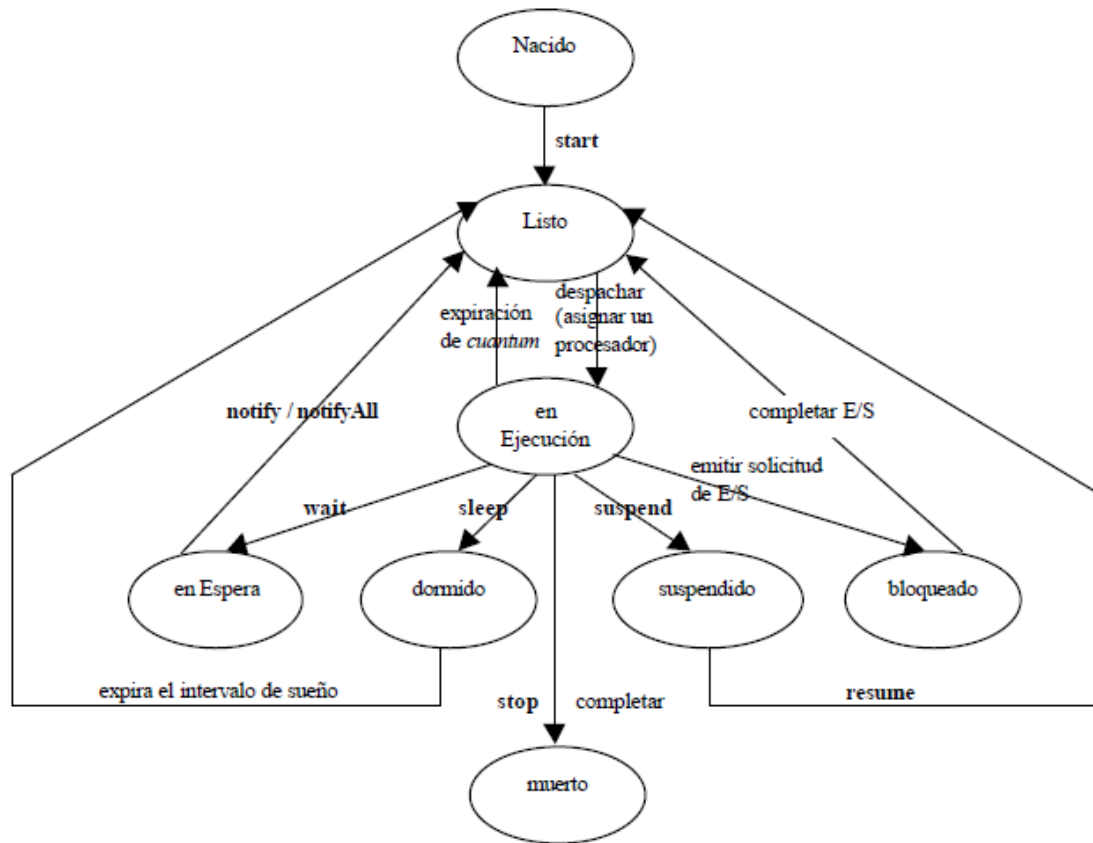 Nacido
start
Listo
expiración
de cuantum
despachar
(asignar un
procesador)
notify / notifyAll
en
Ejecución
completar E/S
emitir solicitud
de E/S
wait
sleep
suspend
en Espera
dormido
suspendido
bloqueado
expira el intervalo de sueño
stop
completar
resume
muerto